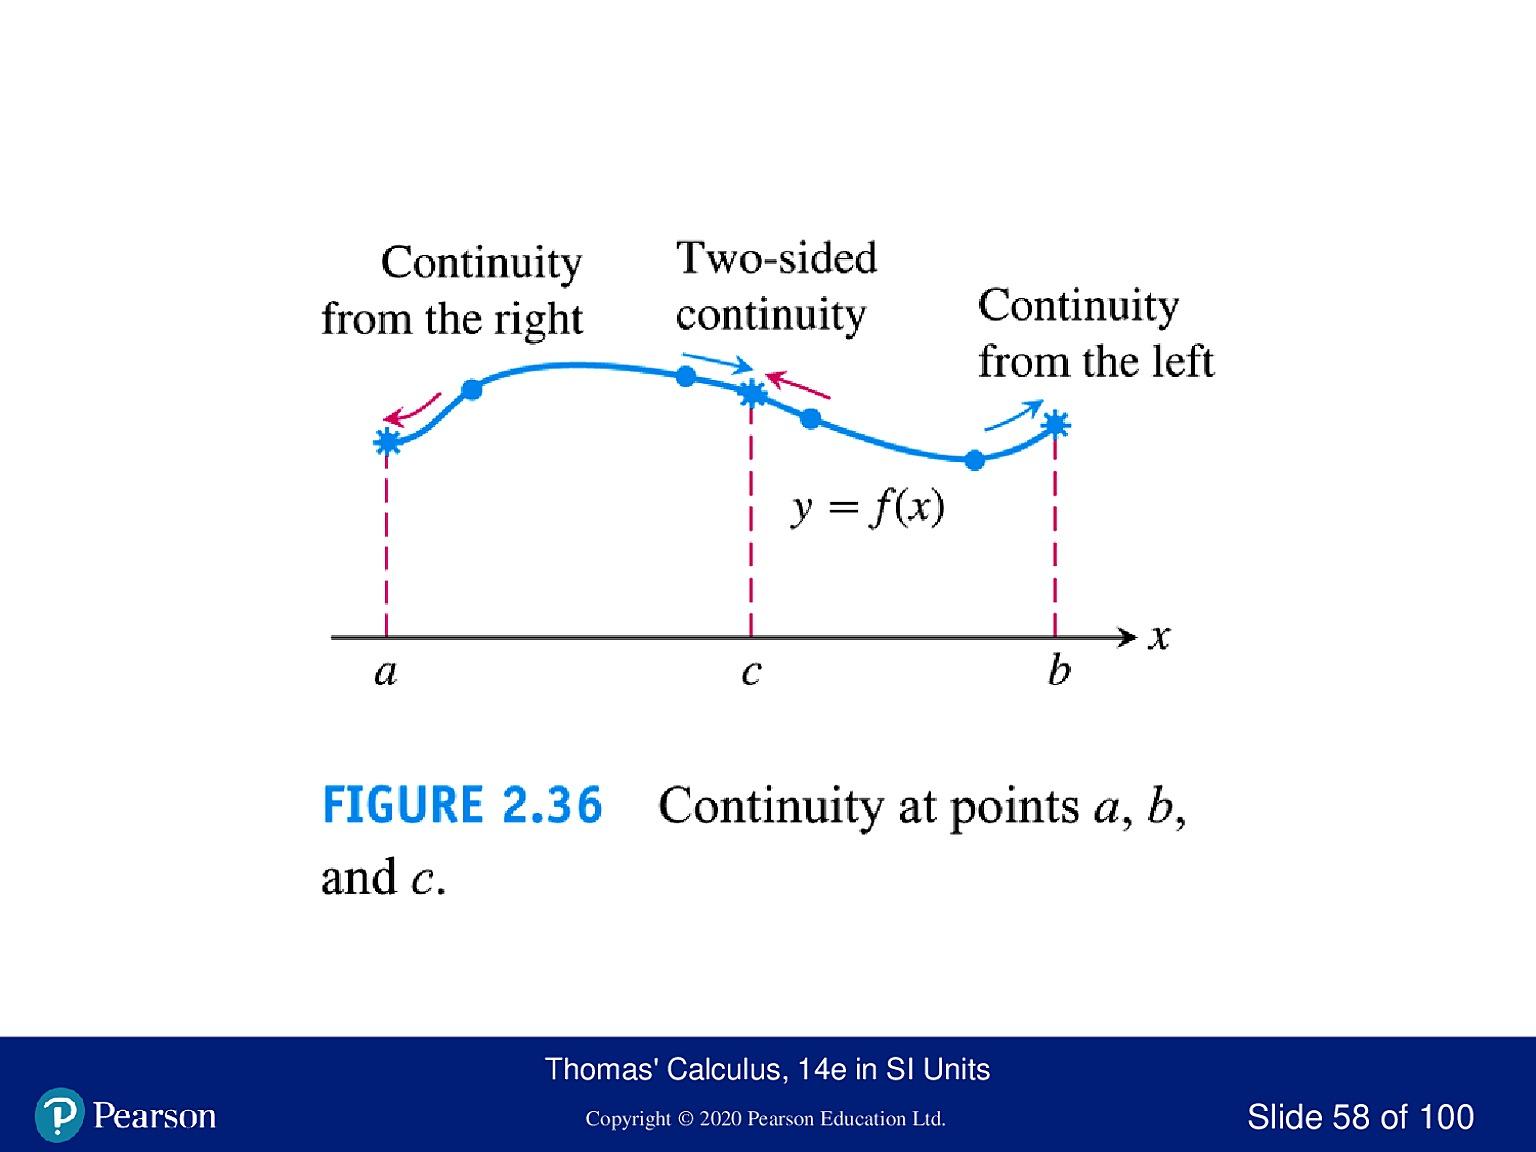 Continuity
from the right
Two-sided
continuity
Continuity
from the left
y = f(x)
x
a
c
b
FIGURE 2.36 Continuity at points a, b,
and c.
Thomas' Calculus, 14e in SI Units
Pearson
Copyright © 2020 Pearson Education Ltd.
Slide 58 of 100